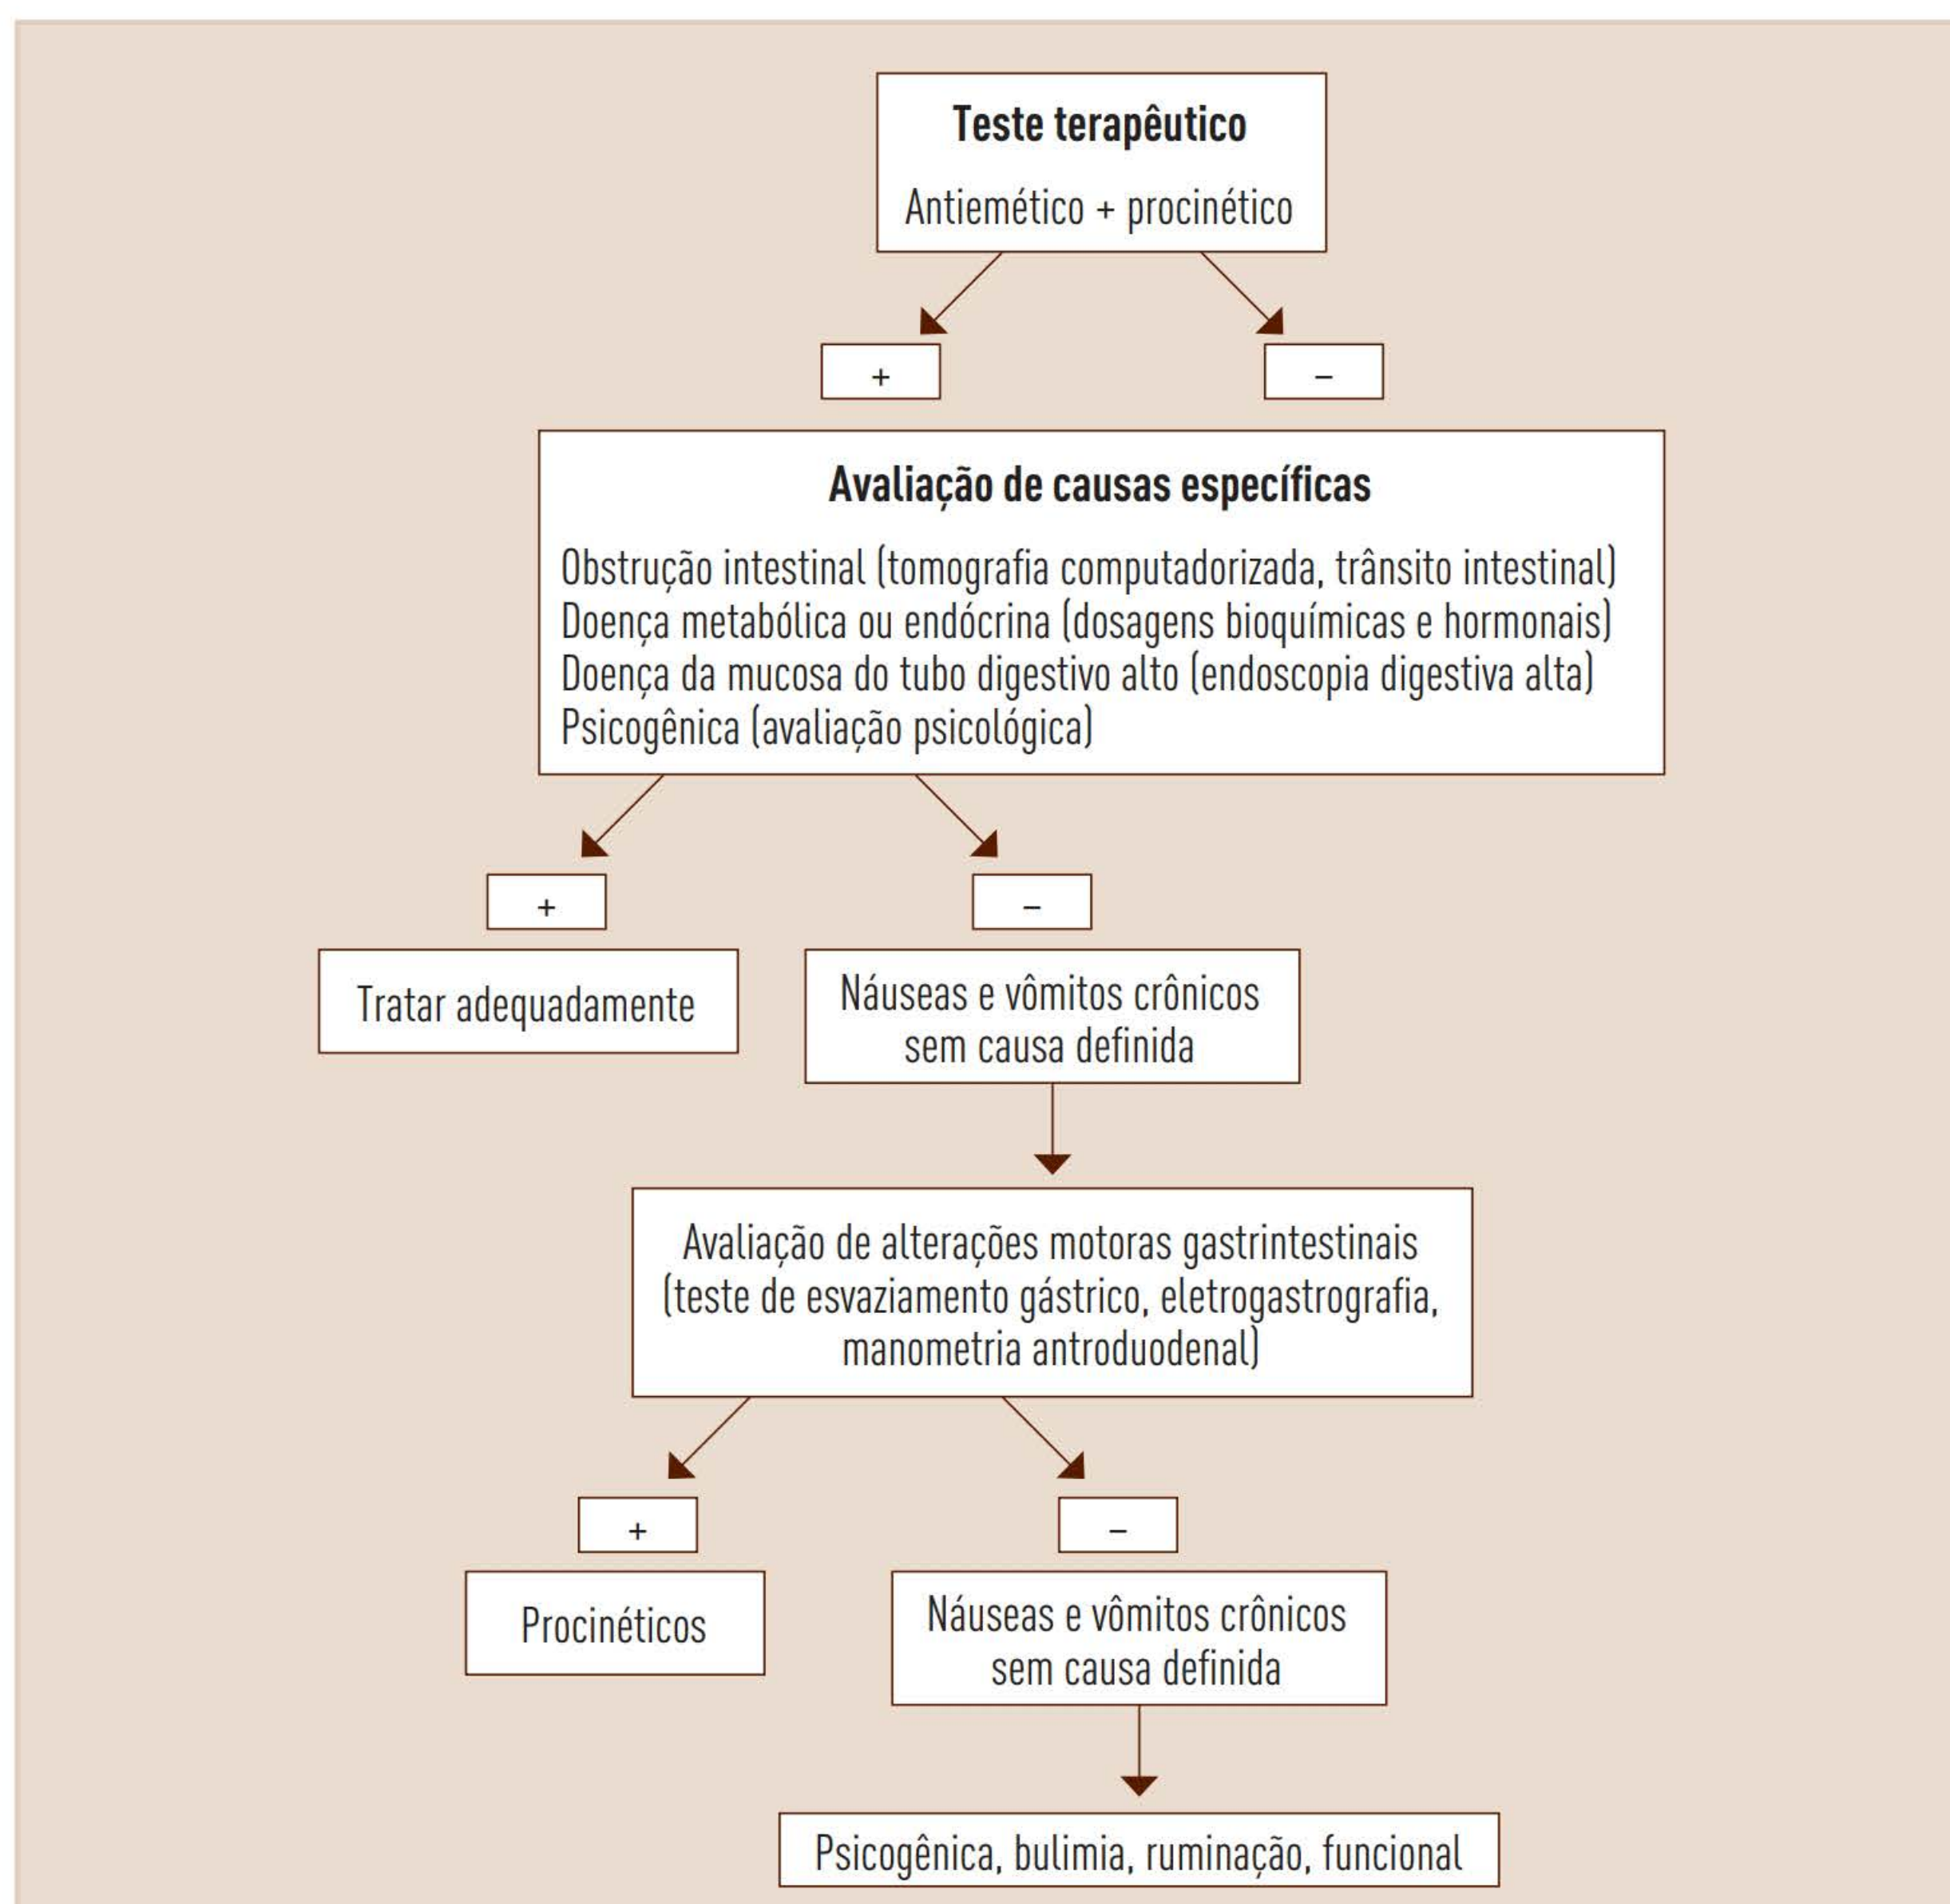 Teste terapêutico
Antiemético + procinético
+
–
Avaliação de causas específicas
Obstrução intestinal (tomografia computadorizada, trânsito intestinal)
Doença metabólica ou endócrina (dosagens bioquímicas e hormonais)
Doença da mucosa do tubo digestivo alto (endoscopia digestiva alta)
Psicogênica (avaliação psicológica)
+
–
Tratar adequadamente
Náuseas e vômitos crônicos
sem causa definida
Avaliação de alterações motoras gastrintestinais
(teste de esvaziamento gástrico, eletrogastrografia,
manometria antroduodenal)
+
–
Procinéticos
Náuseas e vômitos crônicos
sem causa definida
Psicogênica, bulimia, ruminação, funcional